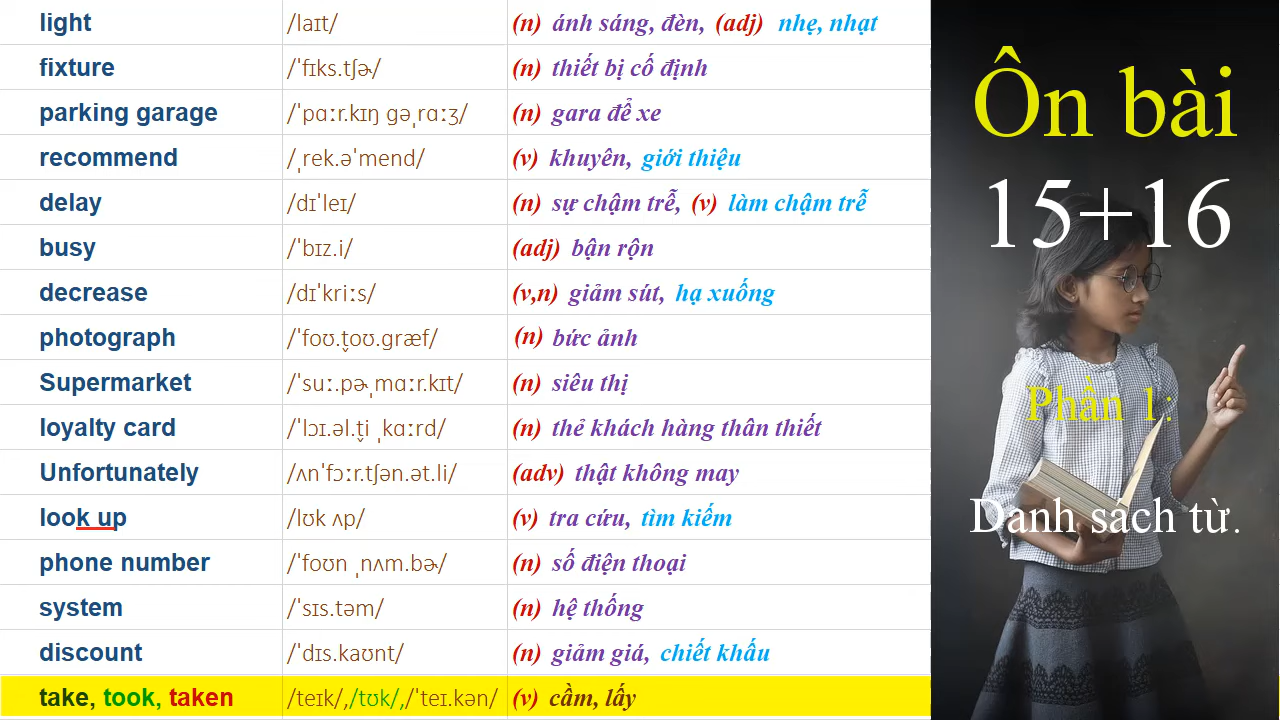 light /laɪt/ (n) ánh sáng, đèn, (adj) nhẹ, nhạt
fixture /ˈfɪks.tʃɚ/ (n) thiết bị cố định
parking garage /ˈpɑːr.kɪŋ ɡəˌrɑːʒ/ (n) gara để xe
recommend /ˌrek.əˈmend/ (v) khuyên, giới thiệu
delay /dɪˈleɪ/ (n) sự chậm trễ, (v) làm chậm trễ
busy /ˈbɪz.i/ (adj) bận rộn
decrease /dɪˈkriːs/ (v,n) giảm sút, hạ xuống
photograph /ˈfoʊ.t̬oʊ.ɡræf/ (n) bức ảnh
Supermarket /ˈsuː.pɚˌmɑːr.kɪt/ (n) siêu thị
loyalty card /ˈlɔɪ.əl.t̬i ˌkɑːrd/ (n) thẻ khách hàng thân thiết
Unfortunately /ʌnˈfɔːr.tʃən.ət.li/ (adv) thật không may
look up /lʊk ʌp/ (v) tra cứu, tìm kiếm
phone number /ˈfoʊn ˌnʌm.bɚ/ (n) số điện thoại
system /ˈsɪs.təm/ (n) hệ thống
discount /ˈdɪs.kaʊnt/ (n) giảm giá, chiết khấu
take, took, taken /teɪk/,/tʊk/,/ˈteɪ.kən/ (v) cầm, lấy
Ôn bài
15+16
Phần 1:
Danh sách từ.